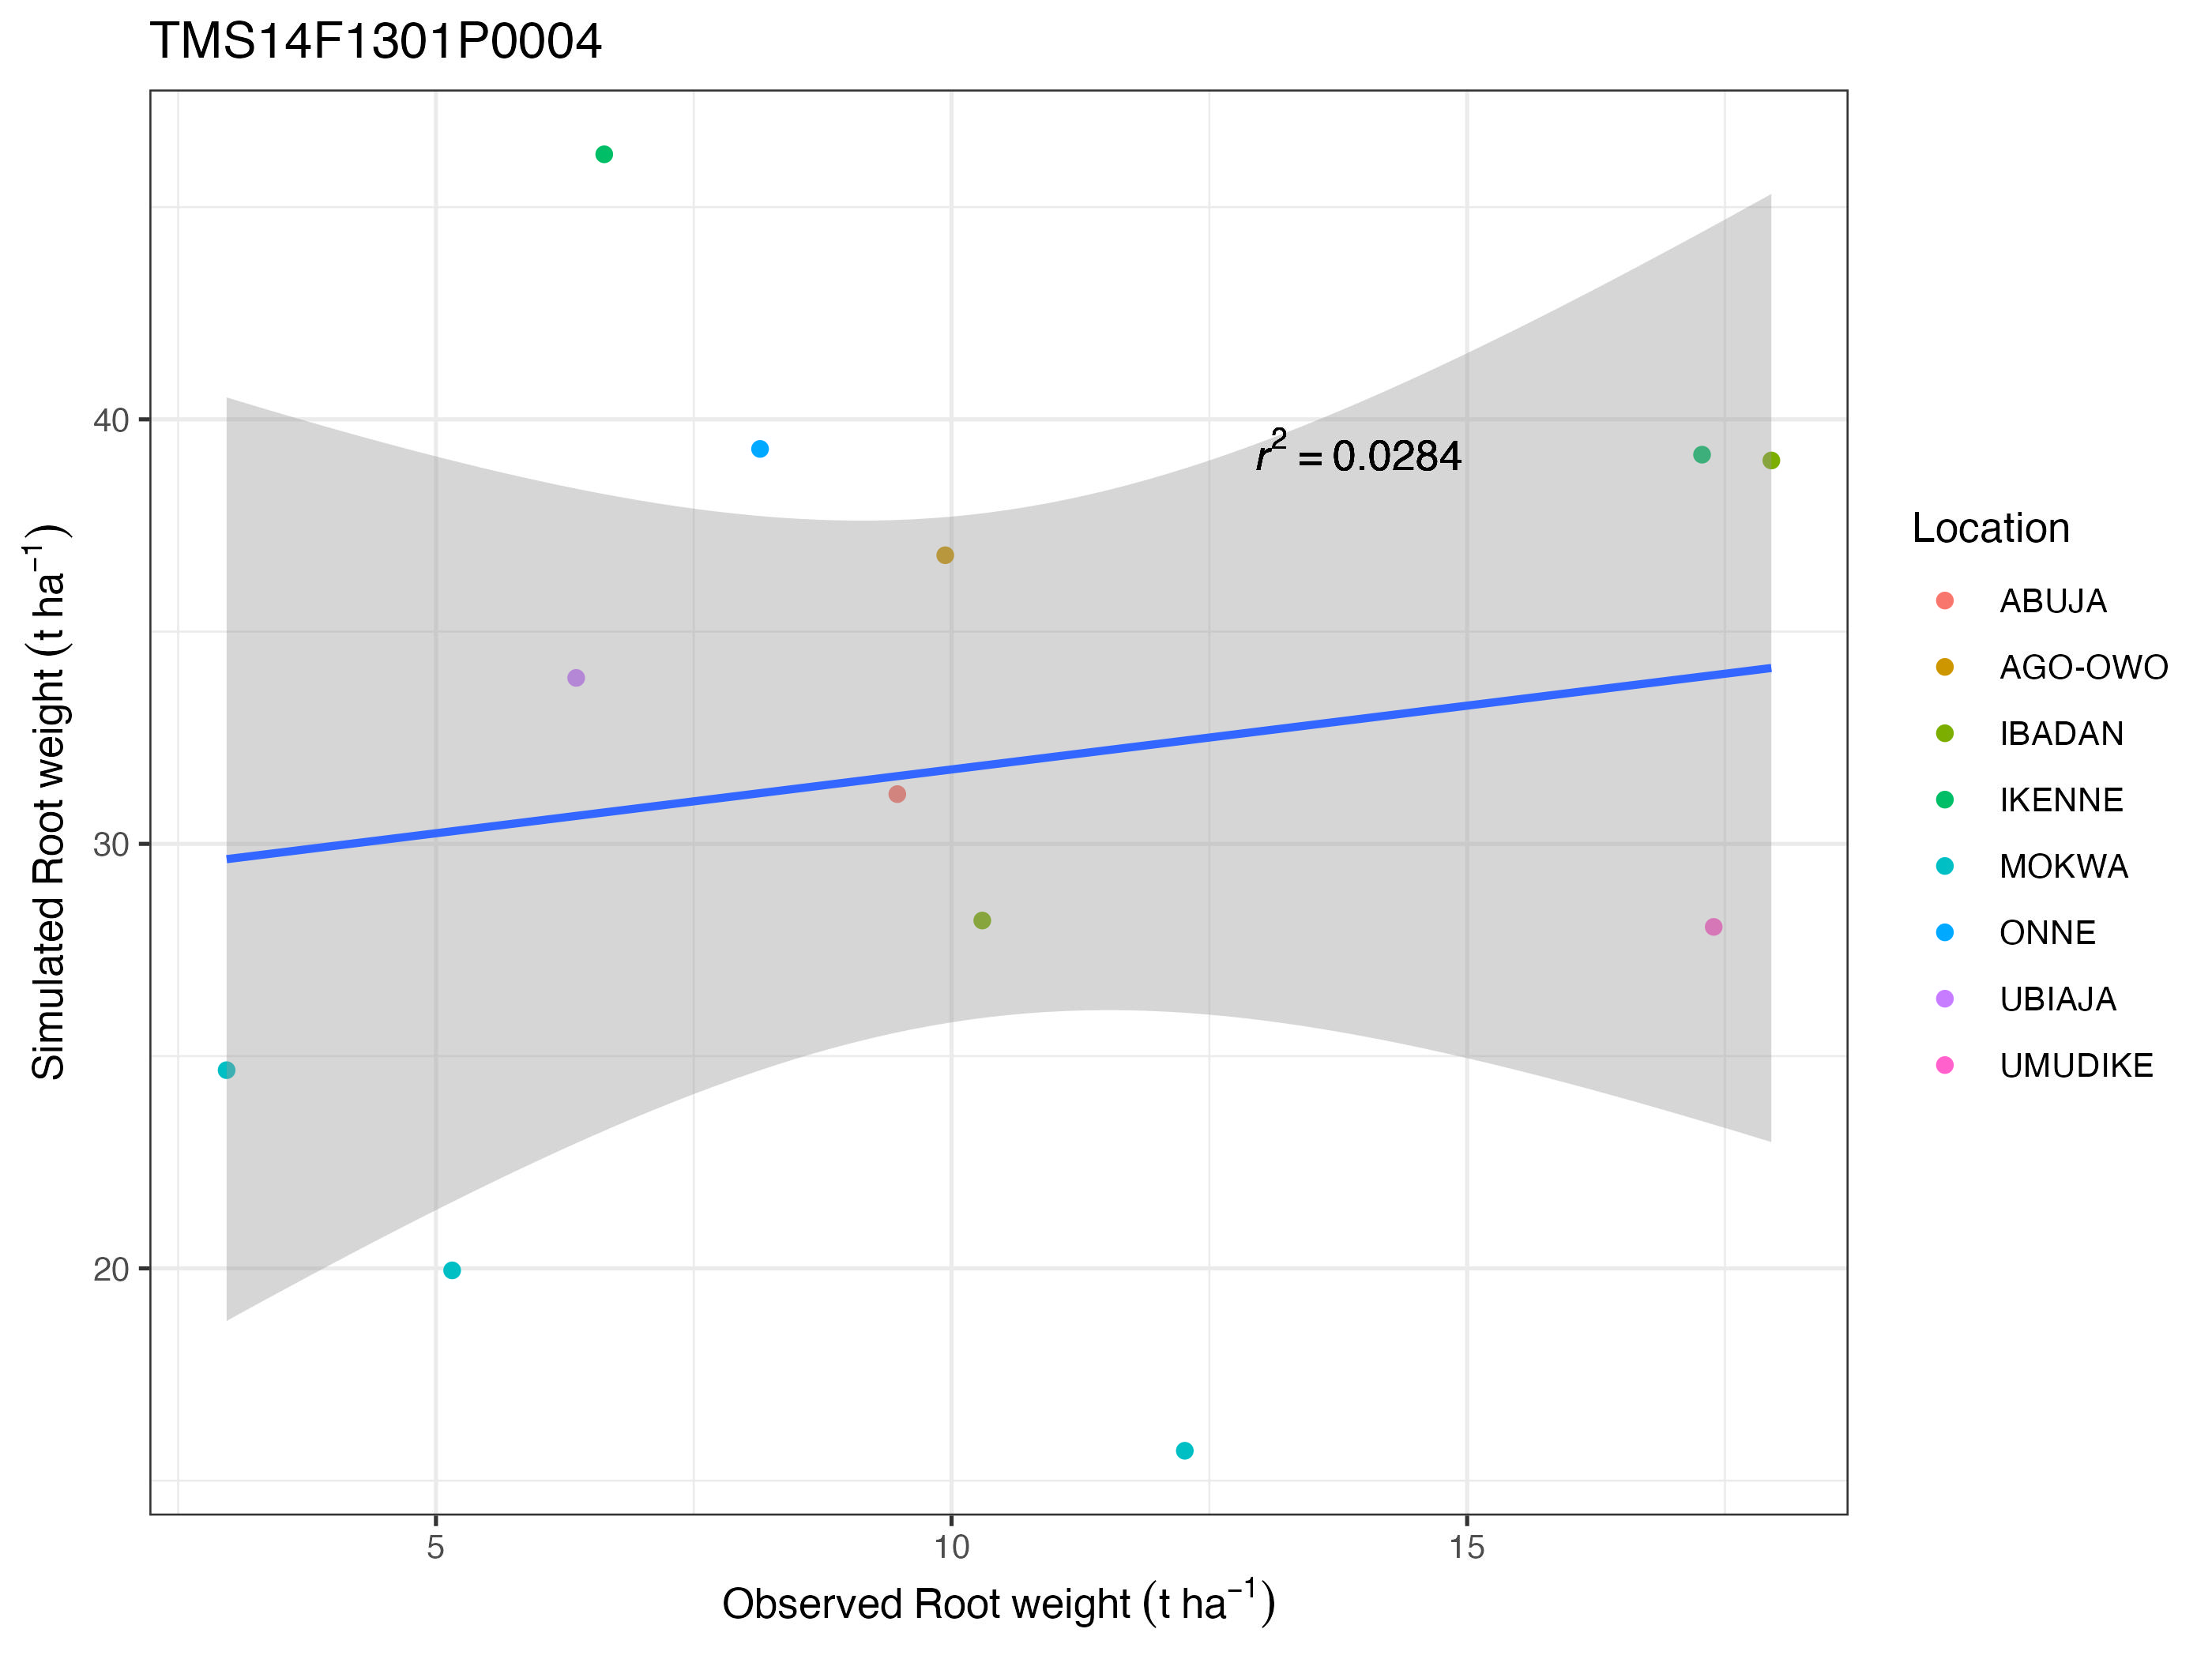 TMS14F1301P0004
Simulated Root weight (t ha⁻¹)
40
30
20
r² = 0.0284
5 10 15
Observed Root weight (t ha⁻¹)
Location
ABUJA
AGO-OWO
IBADAN
IKENNE
MOKWA
ONNE
UBIAJA
UMUDIKE